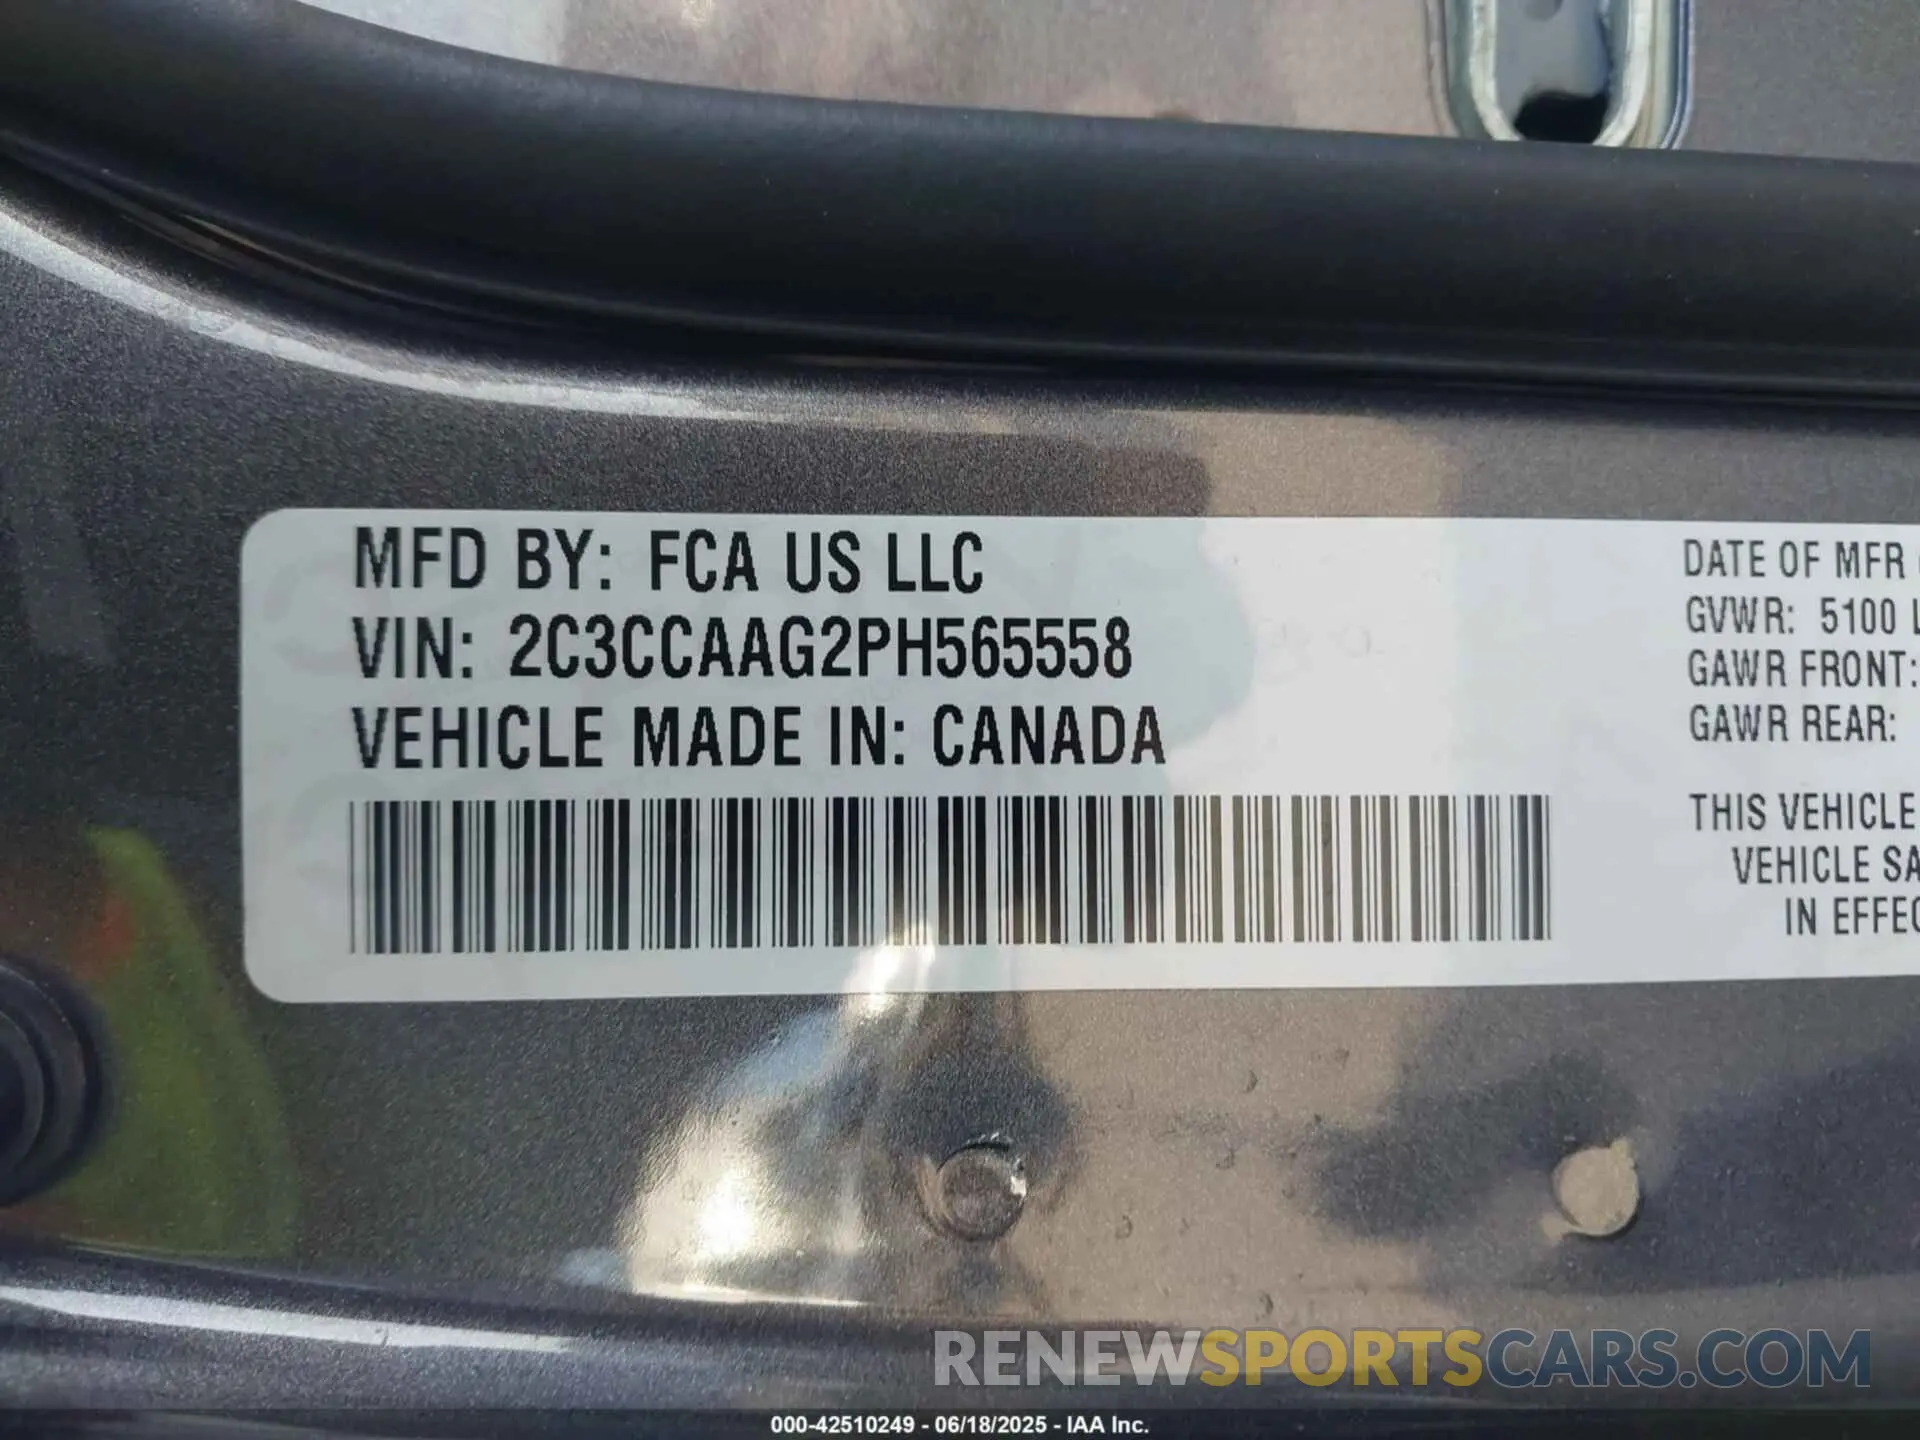 MFD BY: FCA US LLC
VIN: 2C3CCAAG2PH565558
VEHICLE MADE IN: CANADA
DATE OF MFR
GVWR: 5100 L
GAWR FRONT:
GAWR REAR:
THIS VEHICLE
VEHICLE SA
IN EFFEC
RENEWSPORTSCARS.COM
000-42510249 - 06/18/2025 - IAA Inc.